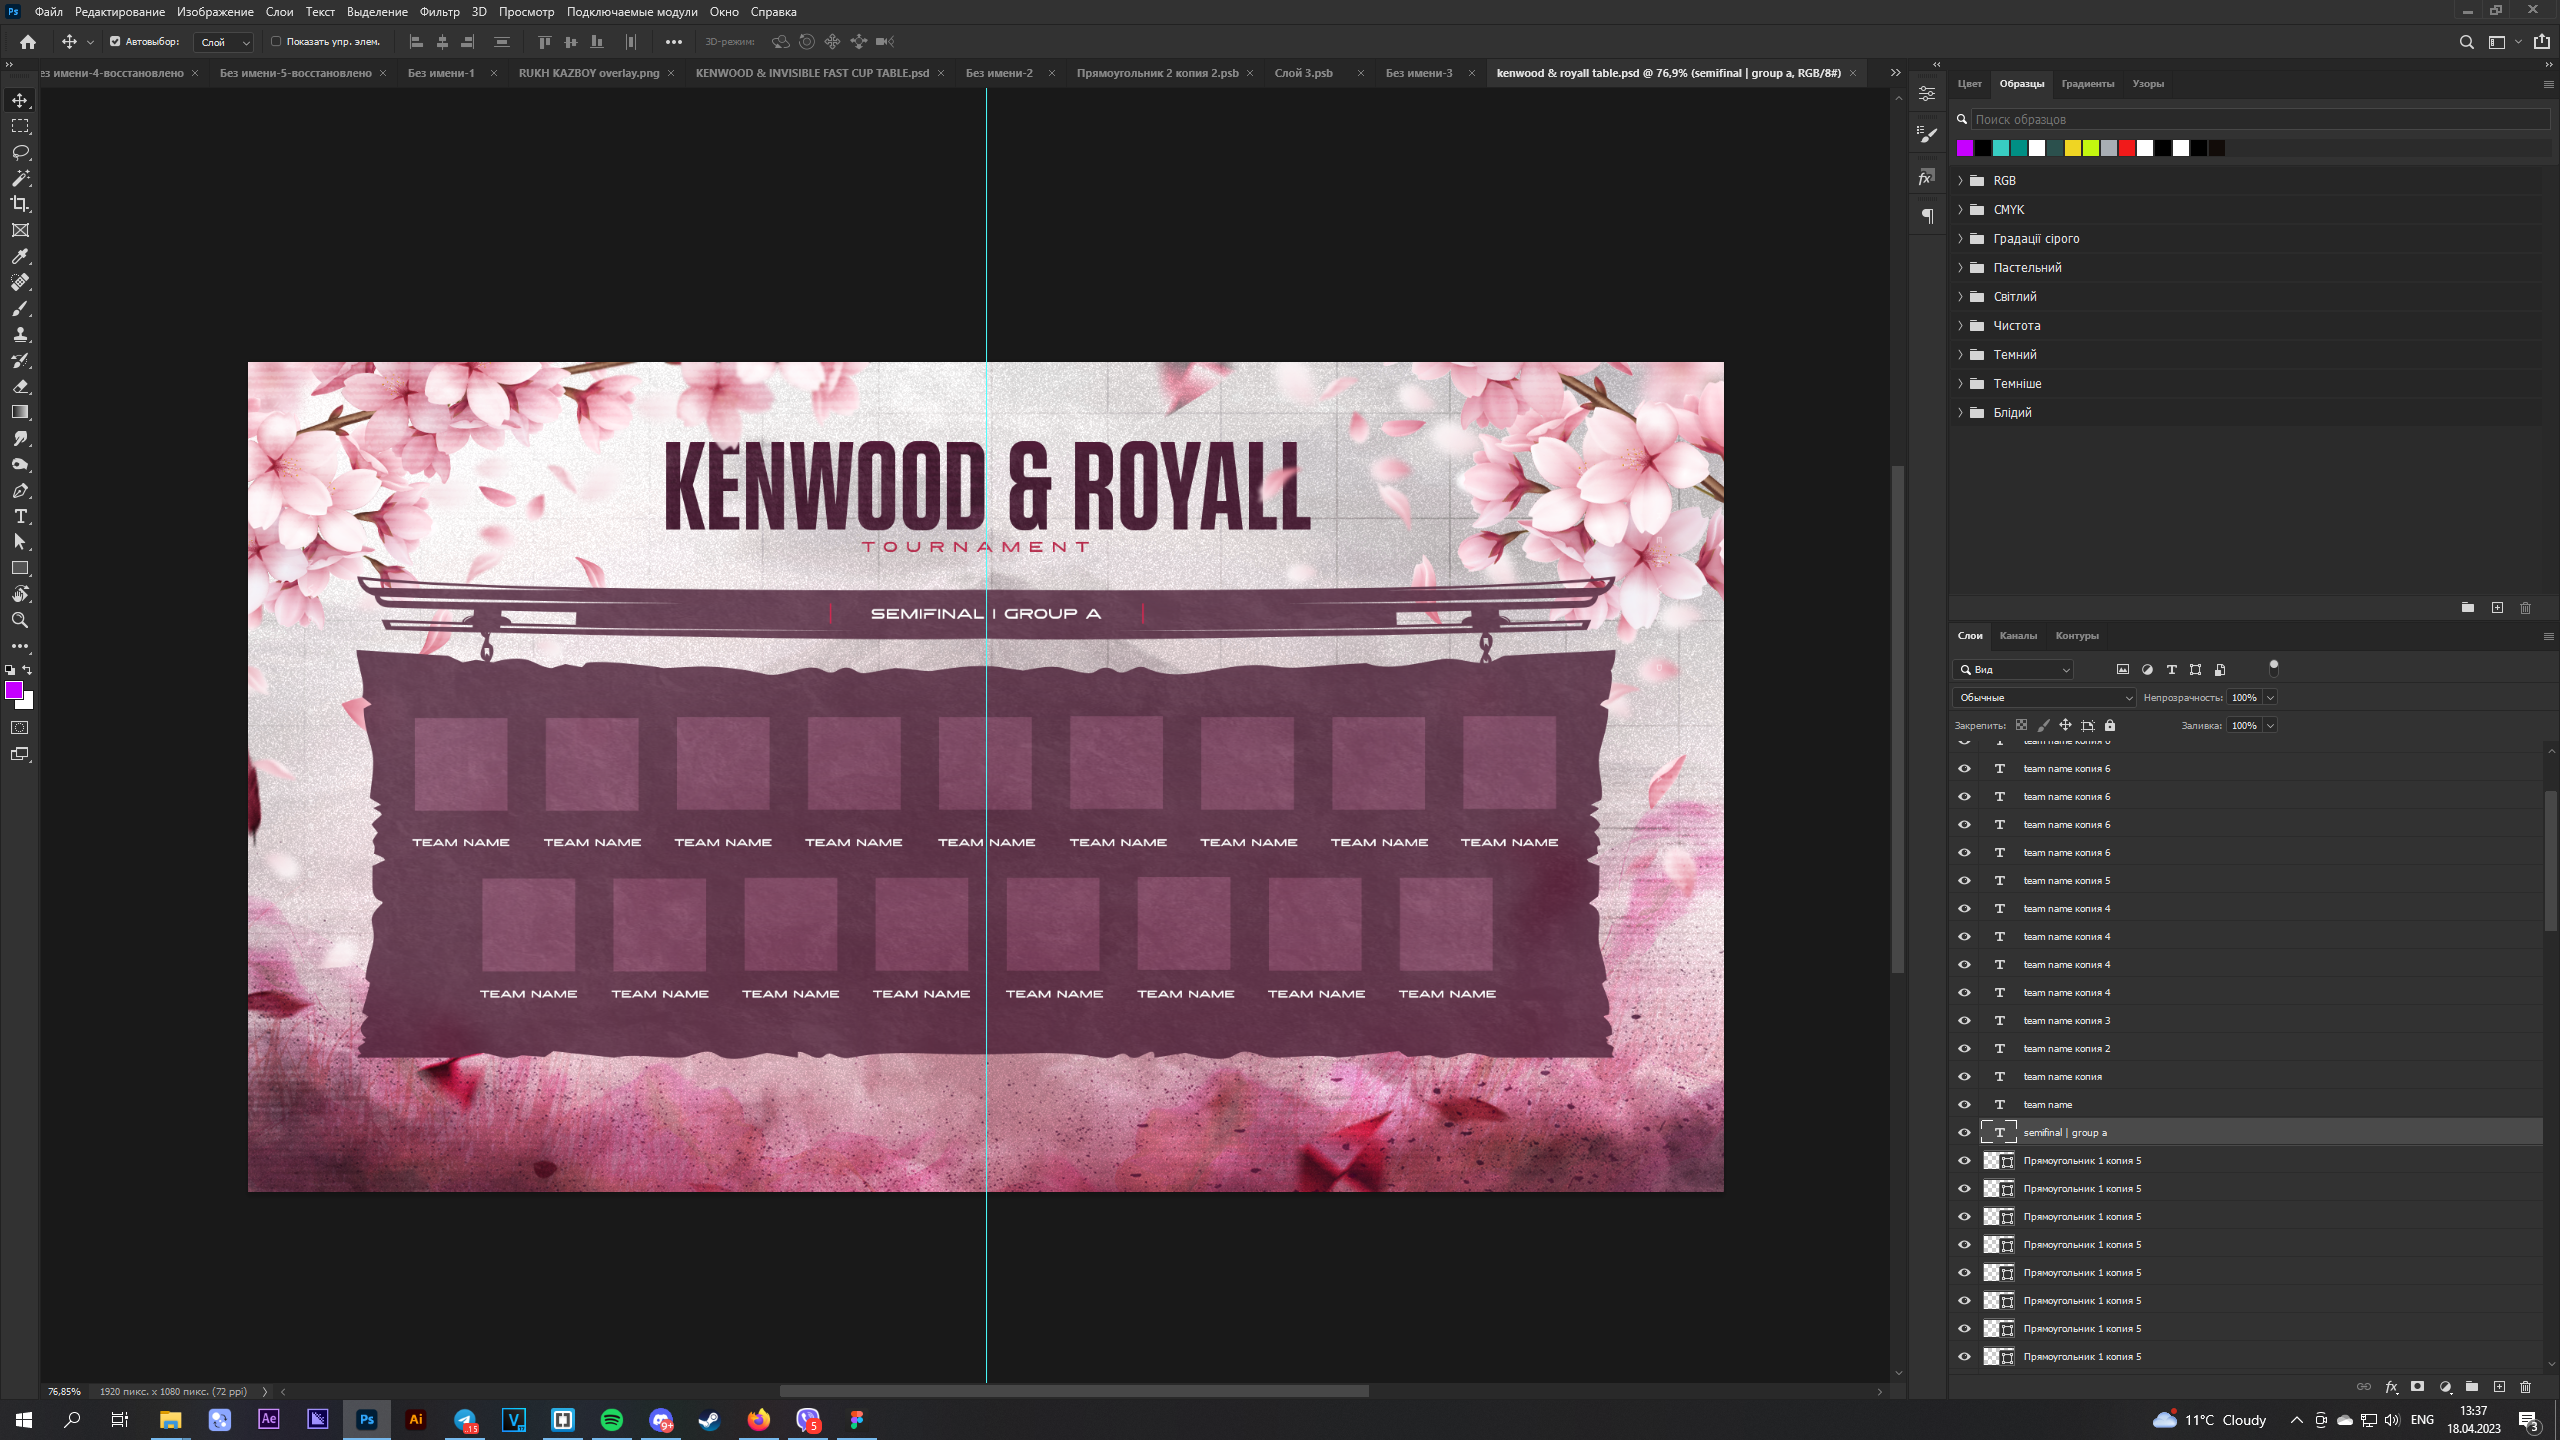 Файл Редактирование Изображение Слои Текст Выделение Фильтр 3D Просмотр Подключаемые модули Окно Справка
Автовыбор: Слой Показать упр. элем. 3D-режим:
ез имени-4-восстановлено Без имени-5-восстановлено Без имени-1 RUKH KAZBOY overlay.png KENWOOD & INVISIBLE FAST CUP TABLE.psd Без имени-2 Прямоугольник 2 копия 2.psb Слой 3.psb Без имени-3 kenwood & royall table.psd @ 76,9% (semifinal | group a, RGB/8#)
Цвет Образцы Градиенты Узоры
Поиск образцов
RGB
CMYK
Градації сірого
Пастельний
Світлий
Чистота
Темний
Темніше
Блідий
KENWOOD & ROYALL
TOURNAMENT
SEMIFINAL | GROUP A
TEAM NAME TEAM NAME TEAM NAME TEAM NAME TEAM NAME TEAM NAME TEAM NAME TEAM NAME TEAM NAME
TEAM NAME TEAM NAME TEAM NAME TEAM NAME TEAM NAME TEAM NAME TEAM NAME TEAM NAME
Слои Каналы Контуры
Вид
Обычные Непрозрачность: 100%
Закрепить: Заливка: 100%
team name копия 6
team name копия 6
team name копия 6
team name копия 6
team name копия 6
team name копия 5
team name копия 4
team name копия 4
team name копия 4
team name копия 4
team name копия 3
team name копия 2
team name копия
team name
semifinal | group a
Прямоугольник 1 копия 5
Прямоугольник 1 копия 5
Прямоугольник 1 копия 5
Прямоугольник 1 копия 5
Прямоугольник 1 копия 5
Прямоугольник 1 копия 5
Прямоугольник 1 копия 5
Прямоугольник 1 копия 5
76,85% 1920 пикс. x 1080 пикс. (72 ppi)
Ae Ps Ai 15 V 9+ 5
11°C Cloudy ENG 13:37
18.04.2023 3